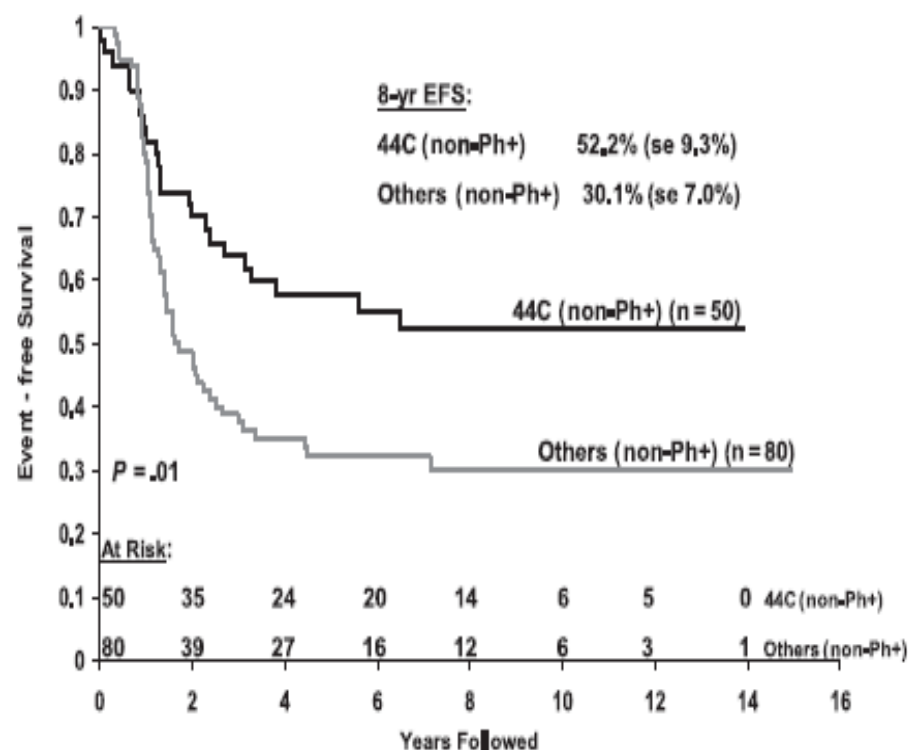 1
0.9
0.8
0.7
0.6
0.5
0.4
0.3
0.2
0.1
0
Event - free Survival
8-yr EFS:
44C (non-Ph+) 52.2% (se 9.3%)
Others (non-Ph+) 30.1% (se 7.0%)
44C (non-Ph+) (n = 50)
Others (non-Ph+) (n = 80)
P = .01
At Risk:
50 35 24 20 14 6 5 0 44C (non-Ph+)
80 39 27 16 12 6 3 1 Others (non-Ph+)
0 2 4 6 8 10 12 14 16
Years Followed